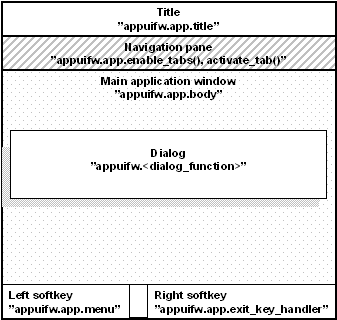 Title
"appuifw.app.title"
Navigation pane
"appuifw.app.enable_tabs(), activate_tab()"
Main application window
"appuifw.app.body"
Dialog
"appuifw.<dialog_function>"
Left softkey
"appuifw.app.menu"
Right softkey
"appuifw.app.exit_key_handler"